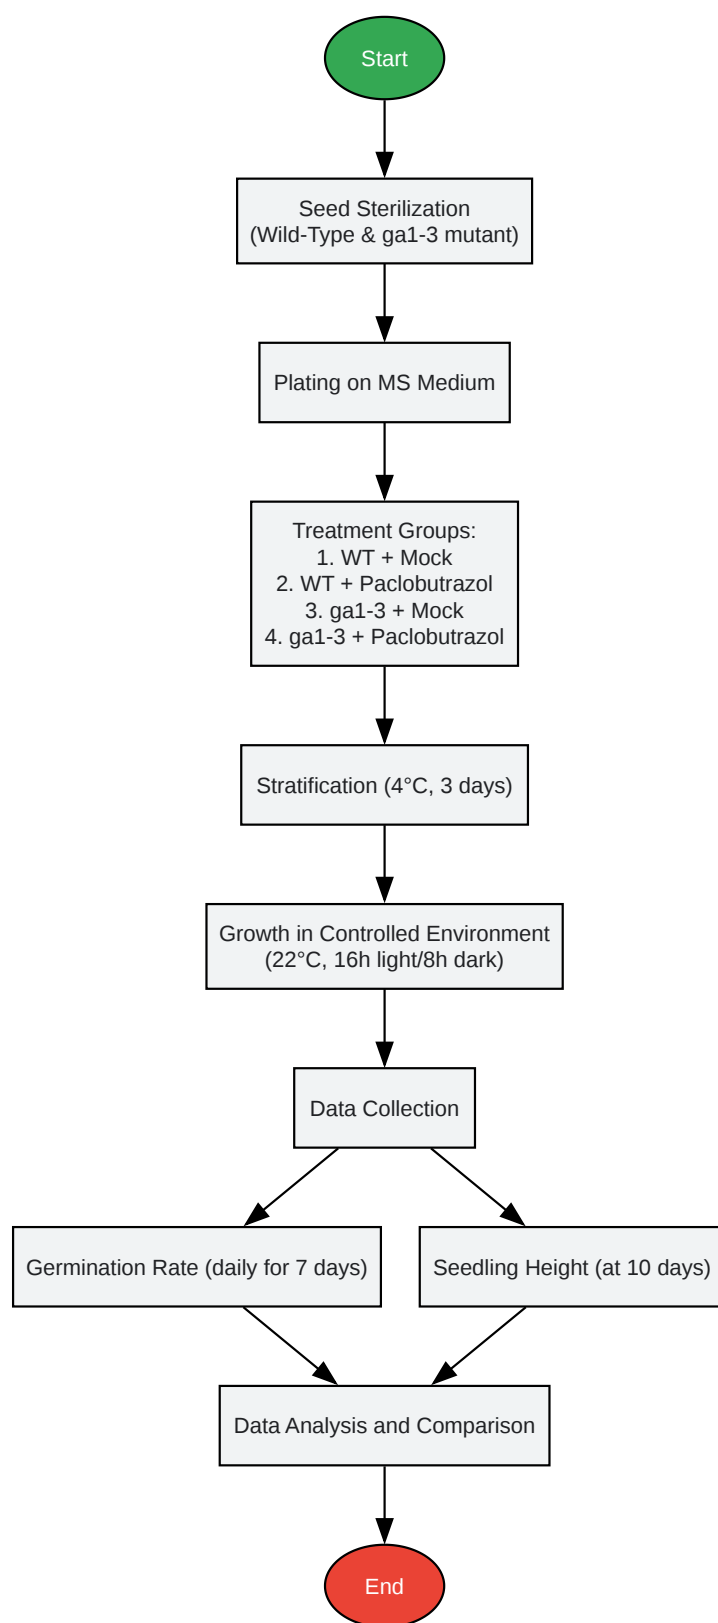 Start
Seed Sterilization
(Wild-Type & ga1-3 mutant)
Plating on MS Medium
Treatment Groups:
1. WT + Mock
2. WT + Paclobutrazol
3. ga1-3 + Mock
4. ga1-3 + Paclobutrazol
Stratification (4°C, 3 days)
Growth in Controlled Environment
(22°C, 16h light/8h dark)
Data Collection
Germination Rate (daily for 7 days)
Seedling Height (at 10 days)
Data Analysis and Comparison
End